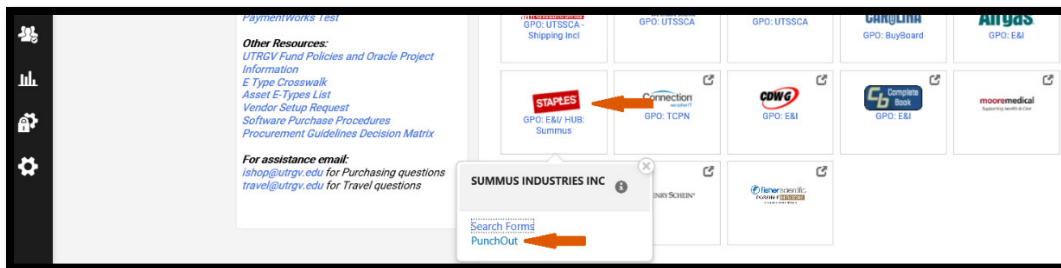 PaymentWorks Test
Other Resources:
UTRGV Fund Policies and Oracle Project
Information
E Type Crosswalk
Asset E-Types List
Vendor Setup Request
Software Purchase Procedures
Procurement Guidelines Decision Matrix
For assistance email:
ishop@utrgv.edu for Purchasing questions
travel@utrgv.edu for Travel questions
GPO: UTSSCA -
Shipping Incl
GPO: UTSSCA
GPO: UTSSCA
CAROLINA
GPO: BuyBoard
Airgas
GPO: E&I
STAPLES
GPO: E&I/ HUB:
Summus
Connection
GPO: TCPN
CDWG
GPO: E&I
Cb Complete
Book
GPO: E&I
mooremedical
SUMMUS INDUSTRIES INC
Search Forms
PunchOut
HENRY SCHEIN
fisher scientific